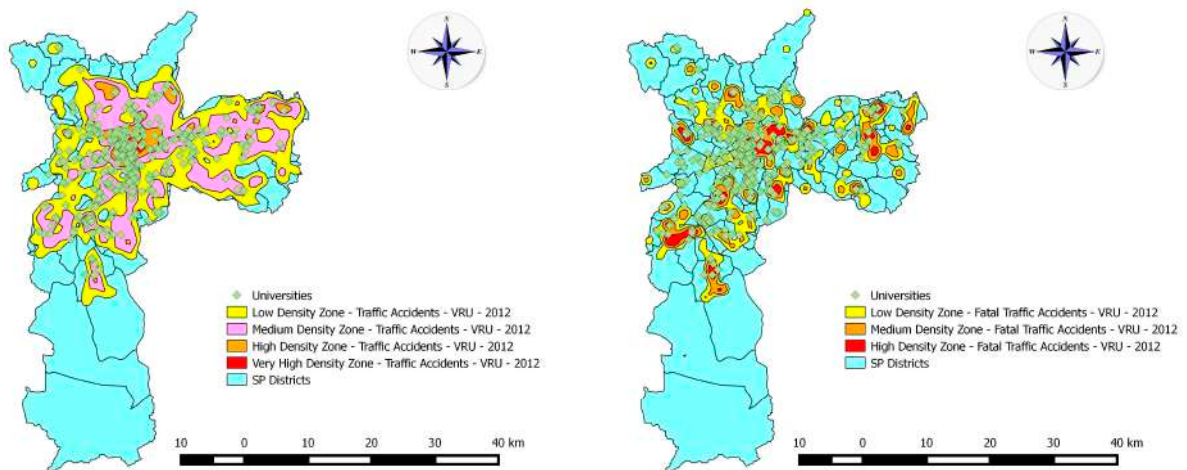 N
W E
S
Universities
Low Density Zone - Traffic Accidents - VRU - 2012
Medium Density Zone - Traffic Accidents - VRU - 2012
High Density Zone - Traffic Accidents - VRU - 2012
Very High Density Zone - Traffic Accidents - VRU - 2012
SP Districts
10 0 10 20 30 40 km
N
W E
S
Universities
Low Density Zone - Fatal Traffic Accidents - VRU - 2012
Medium Density Zone - Fatal Traffic Accidents - VRU - 2012
High Density Zone - Fatal Traffic Accidents - VRU - 2012
SP Districts
10 0 10 20 30 40 km